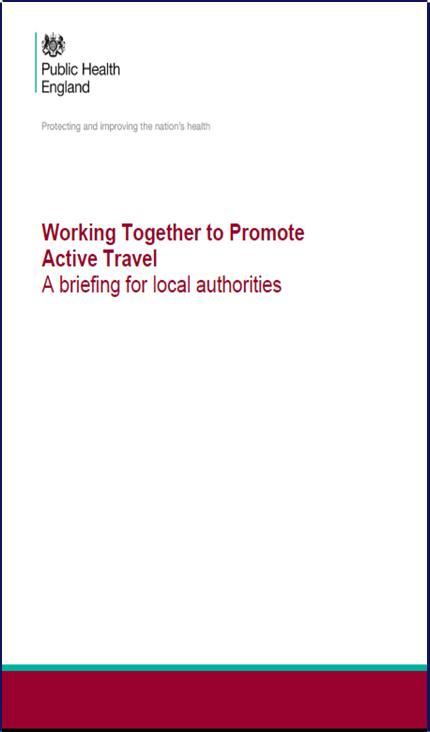 Public Health
England
Protecting and improving the nation's health
Working Together to Promote
Active Travel
A briefing for local authorities